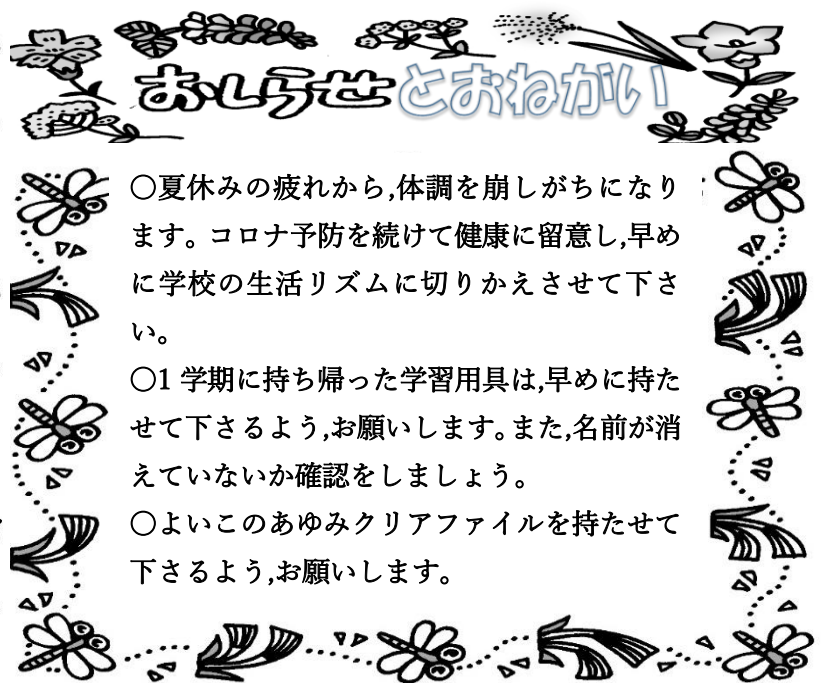 おしらせとおねがい
○夏休みの疲れから,体調を崩しがちになり
ます。コロナ予防を続けて健康に留意し,早め
に学校の生活リズムに切りかえさせて下さ
い。
○1 学期に持ち帰った学習用具は,早めに持た
せて下さるよう,お願いします。また,名前が消
えていないか確認をしましょう。
○よいこのあゆみクリアファイルを持たせて
下さるよう,お願いします。